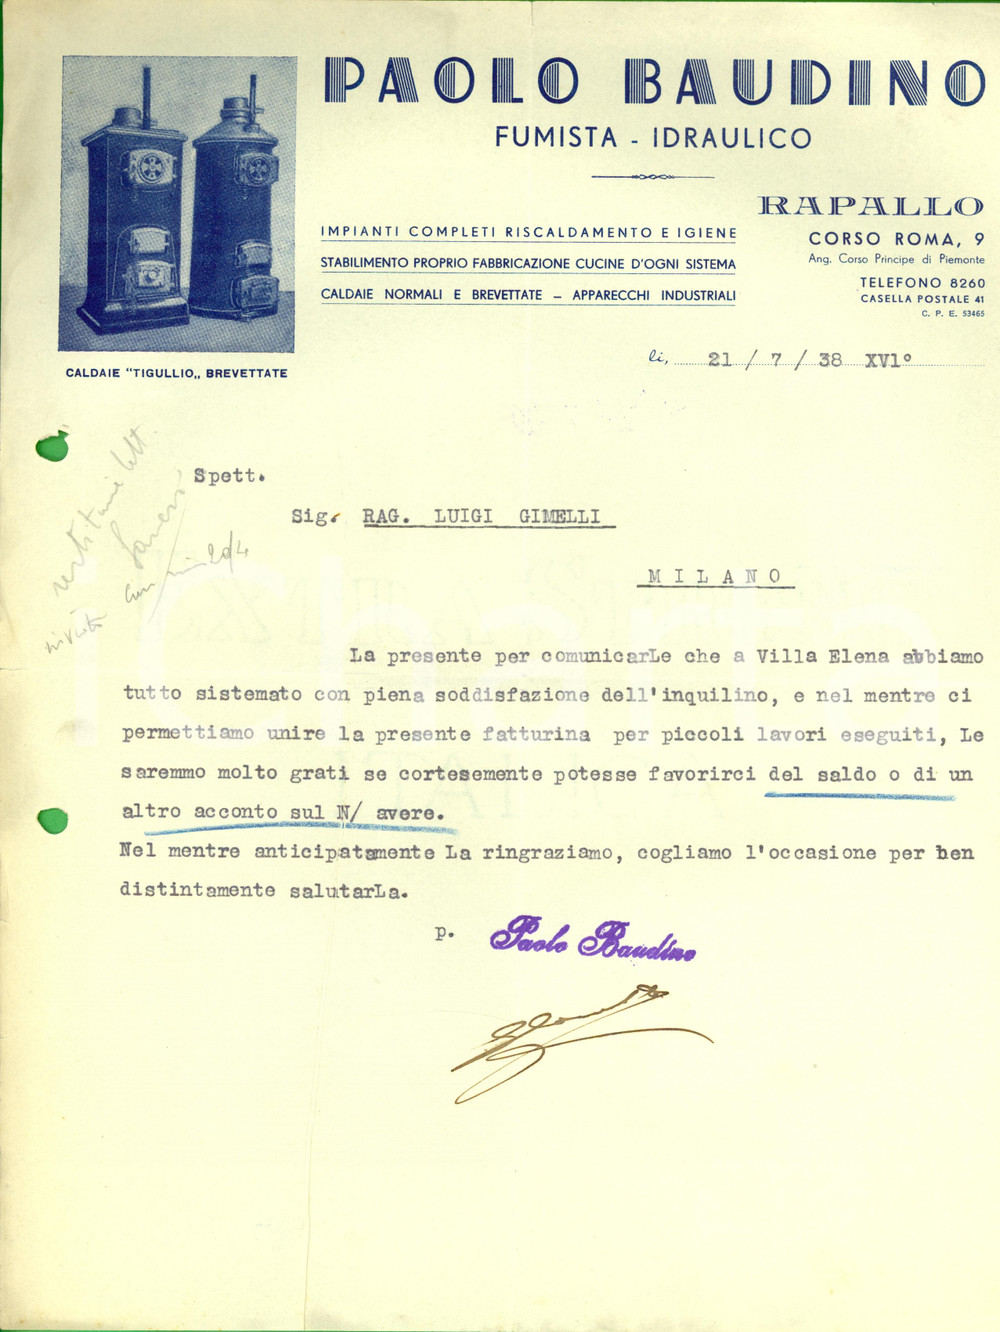 PAOLO BAUDINO
FUMISTA - IDRAULICO
IMPIANTI COMPLETI RISCALDAMENTO E IGIENE
STABILIMENTO PROPRIO FABBRICAZIONE CUCINE D'OGNI SISTEMA
CALDAIE NORMALI E BREVETTATE – APPARECCHI INDUSTRIALI
RAPALLO
CORSO ROMA, 9
Ang. Corso Principe di Piemonte
TELEFONO 8260
CASELLA POSTALE 41
C. P. E. 53465
CALDAIE "TIGULLIO„ BREVETTATE
li, 21 / 7 / 38 XVI°
Spett.
Sig. RAG. LUIGI GIMELLI
MILANO
La presente per comunicarLe che a Villa Elena abbiamo
tutto sistemato con piena soddisfazione dell'inquilino, e nel mentre ci
permettiamo unire la presente fatturina per piccoli lavori eseguiti, Le
saremmo molto grati se cortesemente potesse favorirci del saldo o di un
altro acconto sul N/ avere.
Nel mentre anticipatamente La ringraziamo, cogliamo l'occasione per ben
distintamente salutarLa.
p. Paolo Baudino